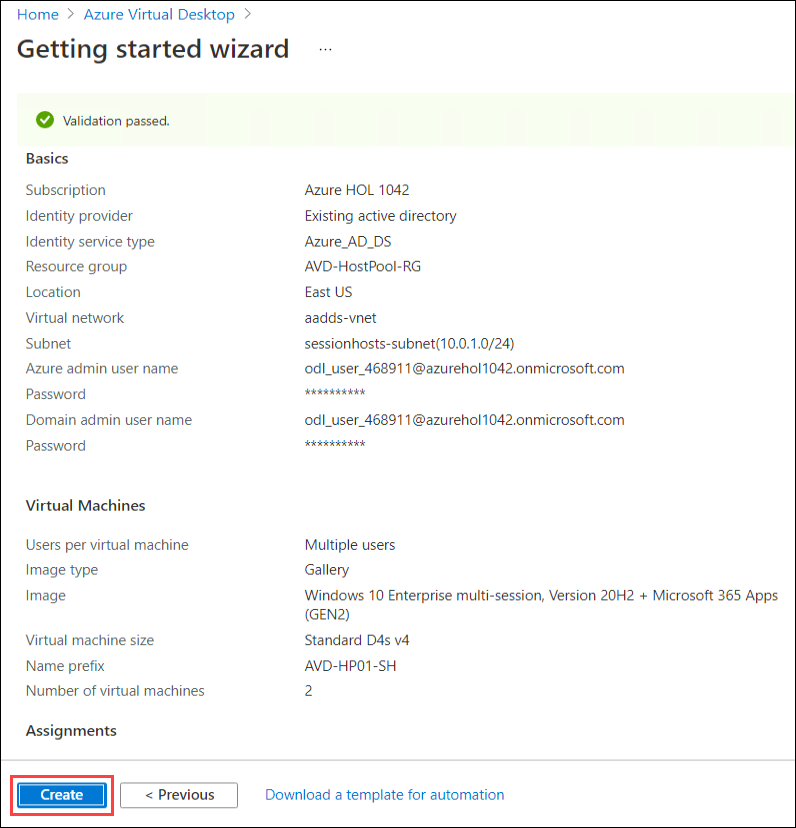 Home > Azure Virtual Desktop >
Getting started wizard ...
Validation passed.
Basics
Subscription Azure HOL 1042
Identity provider Existing active directory
Identity service type Azure_AD_DS
Resource group AVD-HostPool-RG
Location East US
Virtual network aadds-vnet
Subnet sessionhosts-subnet(10.0.1.0/24)
Azure admin user name odl_user_468911@azurehol1042.onmicrosoft.com
Password **********
Domain admin user name odl_user_468911@azurehol1042.onmicrosoft.com
Password **********
Virtual Machines
Users per virtual machine Multiple users
Image type Gallery
Image Windows 10 Enterprise multi-session, Version 20H2 + Microsoft 365 Apps
(GEN2)
Virtual machine size Standard D4s v4
Name prefix AVD-HP01-SH
Number of virtual machines 2
Assignments
Create < Previous Download a template for automation